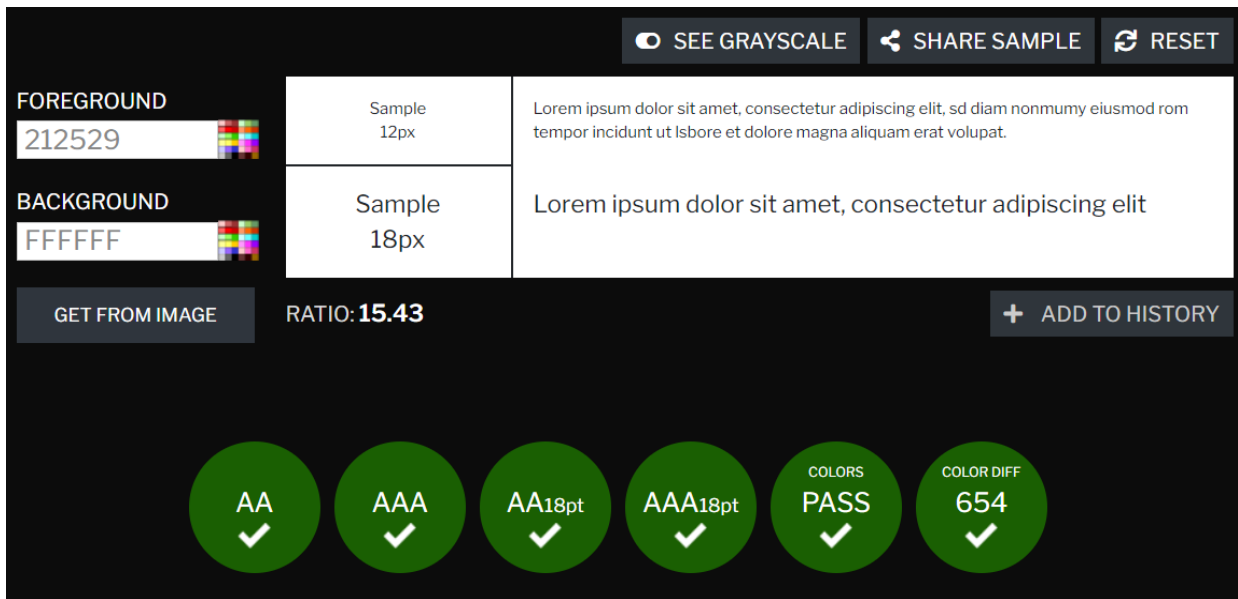 SEE GRAYSCALE
SHARE SAMPLE
RESET
FOREGROUND
212529
BACKGROUND
FFFFFF
GET FROM IMAGE
Sample
12px
Lorem ipsum dolor sit amet, consectetur adipiscing elit, sd diam nonmumy eiusmod rom
tempor incidunt ut lsbore et dolore magna aliquam erat volupat.
Sample
18px
Lorem ipsum dolor sit amet, consectetur adipiscing elit
RATIO: 15.43
ADD TO HISTORY
AA
AAA
AA18pt
AAA18pt
COLORS
PASS
COLOR DIFF
654